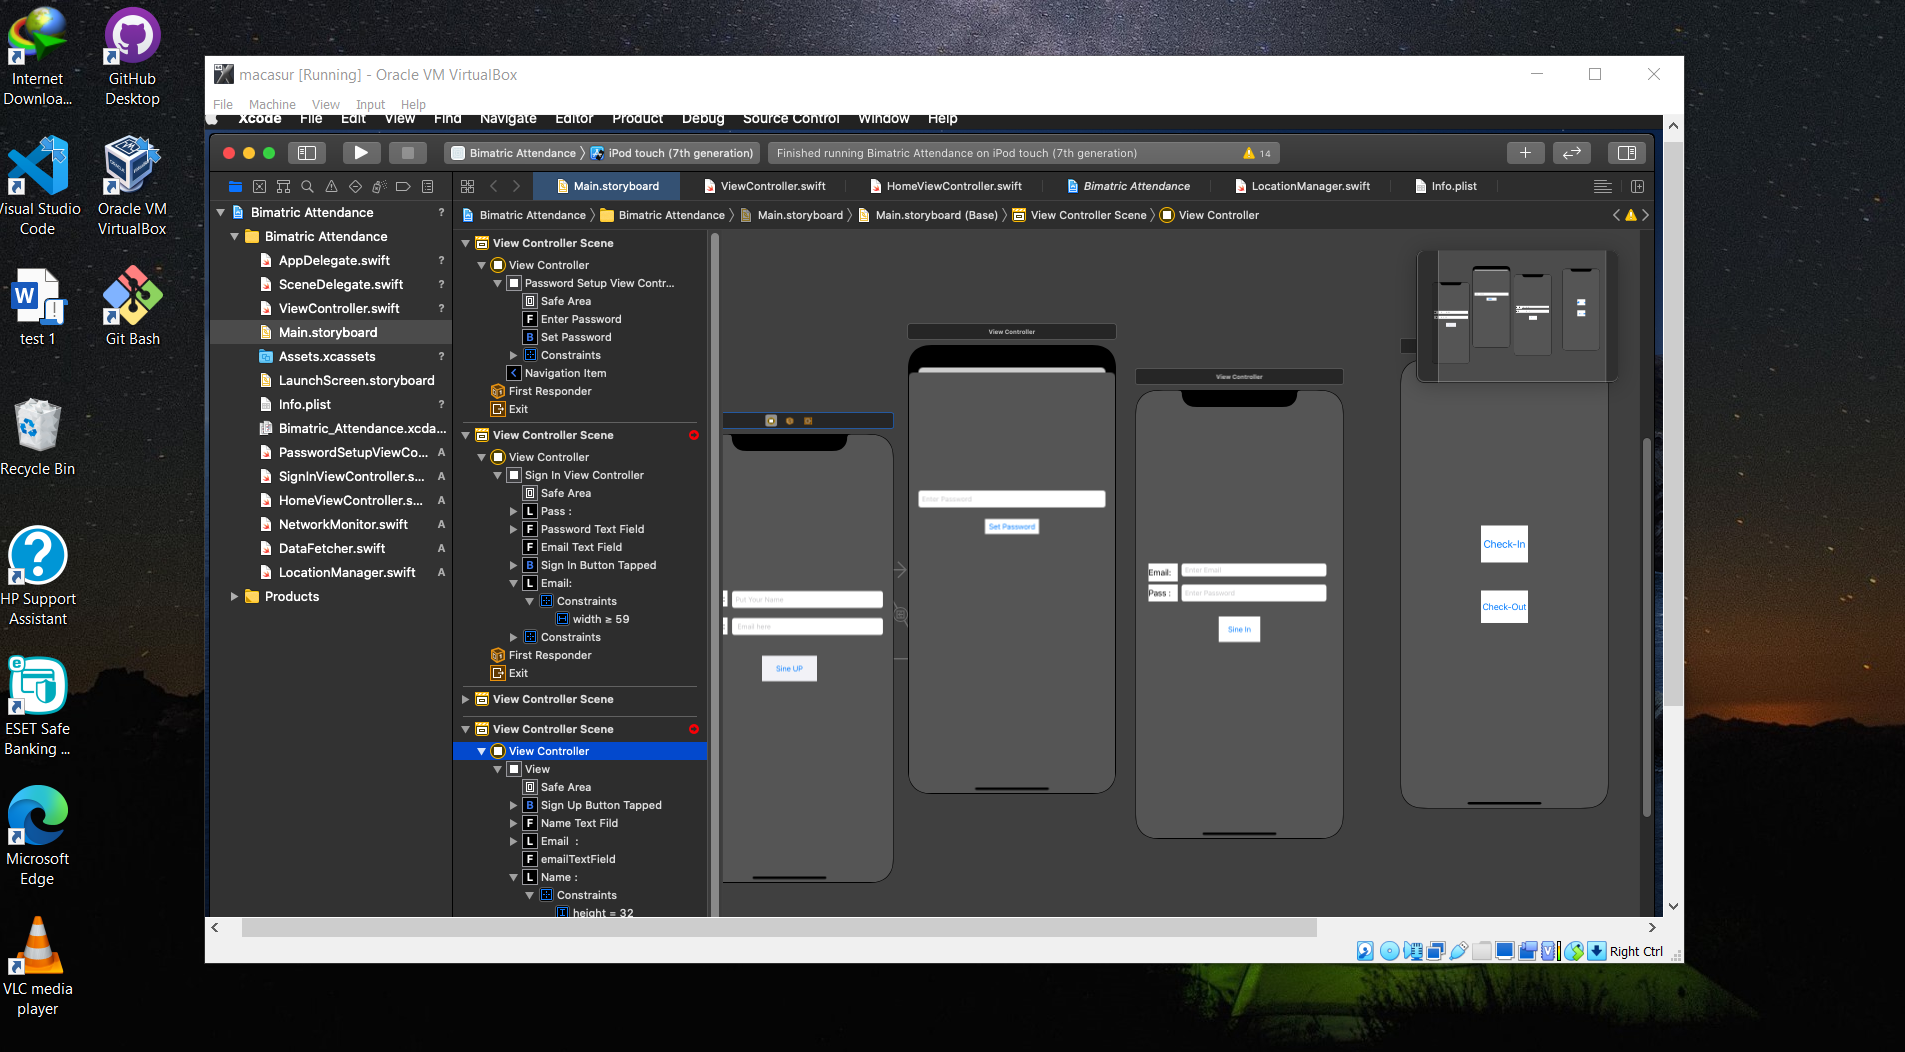 Internet
Downloa...
GitHub
Desktop
Visual Studio
Code
Oracle VM
VirtualBox
test 1
Git Bash
Recycle Bin
HP Support
Assistant
ESET Safe
Banking ...
Microsoft
Edge
VLC media
player
macasur [Running] - Oracle VM VirtualBox
File Machine View Input Help
Xcode File Edit View Find Navigate Editor Product Debug Source Control Window Help
Bimatric Attendance iPod touch (7th generation)
Finished running Bimatric Attendance on iPod touch (7th generation)
14
Main.storyboard ViewController.swift HomeViewController.swift Bimatric Attendance LocationManager.swift Info.plist
Bimatric Attendance Bimatric Attendance Main.storyboard Main.storyboard (Base) View Controller Scene View Controller
Bimatric Attendance ?
Bimatric Attendance
AppDelegate.swift ?
SceneDelegate.swift ?
ViewController.swift ?
Main.storyboard
Assets.xcassets ?
LaunchScreen.storyboard
Info.plist ?
Bimatric_Attendance.xcda...
PasswordSetupViewCo... A
SignInViewController.s... A
HomeViewController.s... A
NetworkMonitor.swift A
DataFetcher.swift A
LocationManager.swift A
Products
View Controller Scene
View Controller
Password Setup View Contr...
Safe Area
F Enter Password
B Set Password
Constraints
Navigation Item
First Responder
Exit
View Controller Scene
View Controller
Sign In View Controller
Safe Area
L Pass :
F Password Text Field
F Email Text Field
B Sign In Button Tapped
L Email:
Constraints
width ≥ 59
Constraints
First Responder
Exit
View Controller Scene
View Controller Scene
View Controller
View
Safe Area
B Sign Up Button Tapped
F Name Text Fild
L Email :
F emailTextField
L Name :
Constraints
height = 32
Put Your Name
Email here
Sine UP
View Controller
Enter Password
Set Password
View Controller
Email: Enter Email
Pass : Enter Password
Sine In
Check-In
Check-Out
Right Ctrl